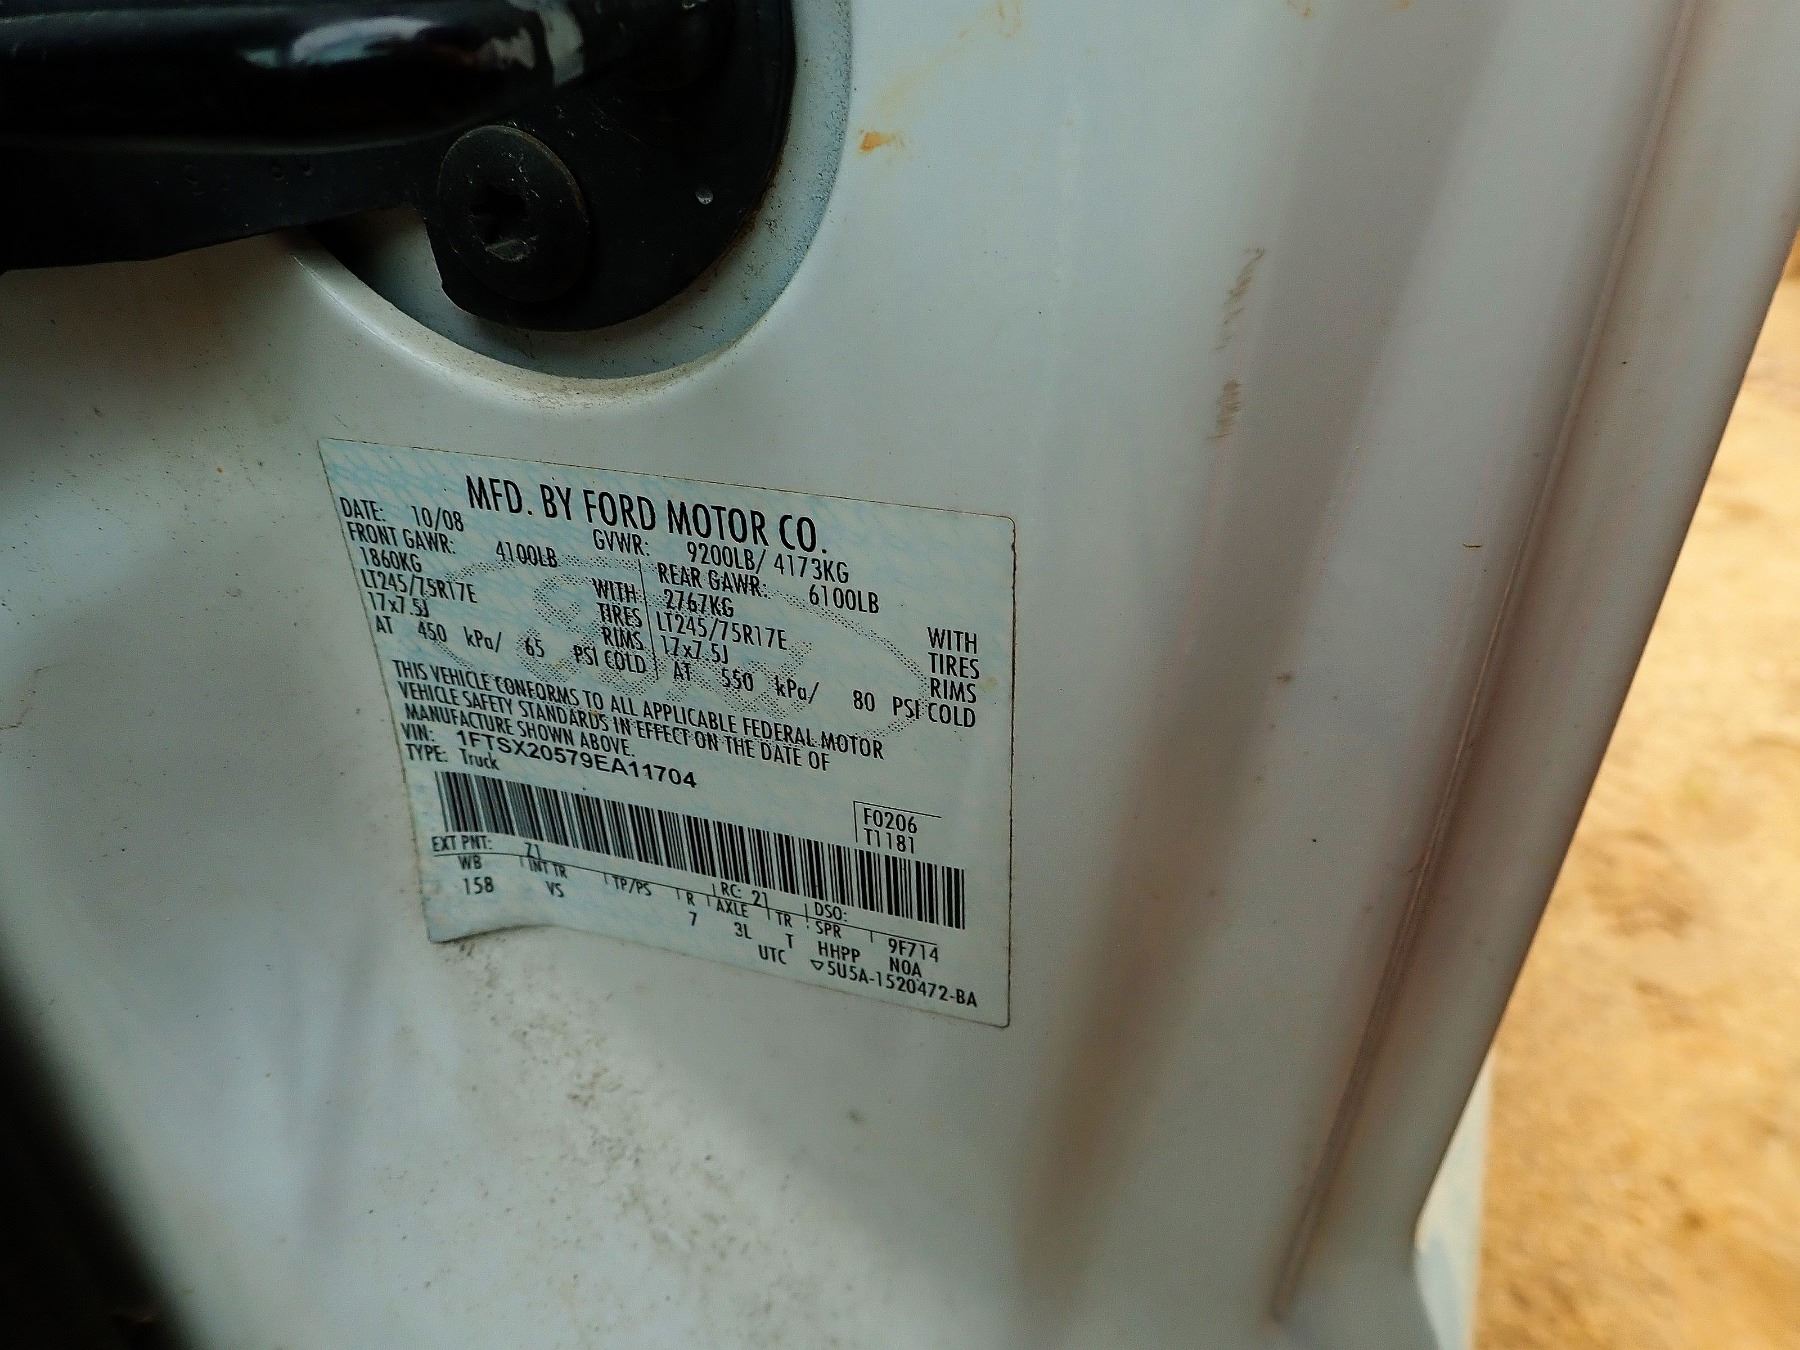 MFD. BY FORD MOTOR CO.
DATE: 10/08 GVWR: 9200LB/ 4173KG
FRONT GAWR: 4100LB REAR GAWR: 6100LB
1860KG WITH 2767KG WITH
LT245/75R17E TIRES LT245/75R17E TIRES
17x7.5J RIMS 17x7.5J RIMS
AT 450 kPa/ 65 PSI COLD AT 550 kPa/ 80 PSI COLD
THIS VEHICLE CONFORMS TO ALL APPLICABLE FEDERAL MOTOR
VEHICLE SAFETY STANDARDS IN EFFECT ON THE DATE OF
MANUFACTURE SHOWN ABOVE.
VIN: 1FTSX20579EA11704
TYPE: Truck
F0206
T1181
EXT PNT: Z1 RC: 21 DSO:
WB INT TR TP/PS R AXLE TR SPR 9F714
158 VS 7 3L T HHPP N0A
UTC ▽5U5A-1520472-BA